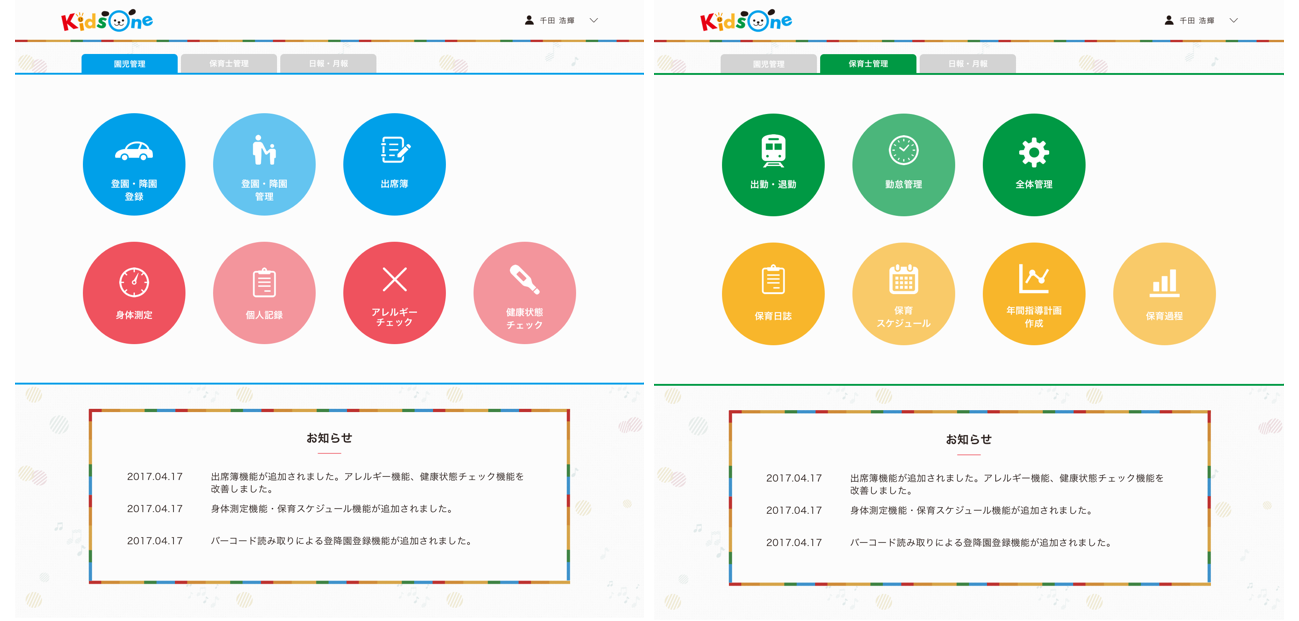 KidsOne
千田 浩輝
園児管理
保育士管理
日報・月報
登園・降園
登録
登園・降園
管理
出席簿
身体測定
個人記録
アレルギー
チェック
健康状態
チェック
お知らせ
2017.04.17
出席簿機能が追加されました。アレルギー機能、健康状態チェック機能を
改善しました。
2017.04.17
身体測定機能・保育スケジュール機能が追加されました。
2017.04.17
バーコード読み取りによる登降園登録機能が追加されました。
KidsOne
千田 浩輝
園児管理
保育士管理
日報・月報
出勤・退勤
勤怠管理
全体管理
保育日誌
保育
スケジュール
年間指導計画
作成
保育過程
お知らせ
2017.04.17
出席簿機能が追加されました。アレルギー機能、健康状態チェック機能を
改善しました。
2017.04.17
身体測定機能・保育スケジュール機能が追加されました。
2017.04.17
バーコード読み取りによる登降園登録機能が追加されました。